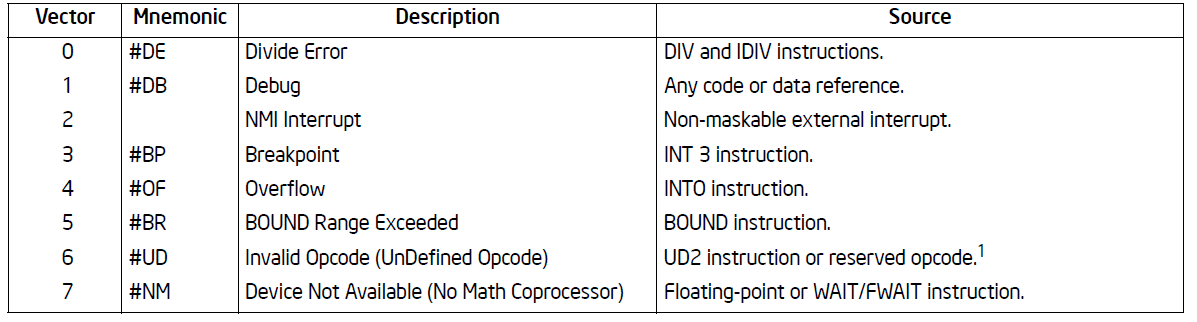 Vector Mnemonic Description Source
0 #DE Divide Error DIV and IDIV instructions.
1 #DB Debug Any code or data reference.
2 NMI Interrupt Non-maskable external interrupt.
3 #BP Breakpoint INT 3 instruction.
4 #OF Overflow INTO instruction.
5 #BR BOUND Range Exceeded BOUND instruction.
6 #UD Invalid Opcode (UnDefined Opcode) UD2 instruction or reserved opcode.1
7 #NM Device Not Available (No Math Coprocessor) Floating-point or WAIT/FWAIT instruction.